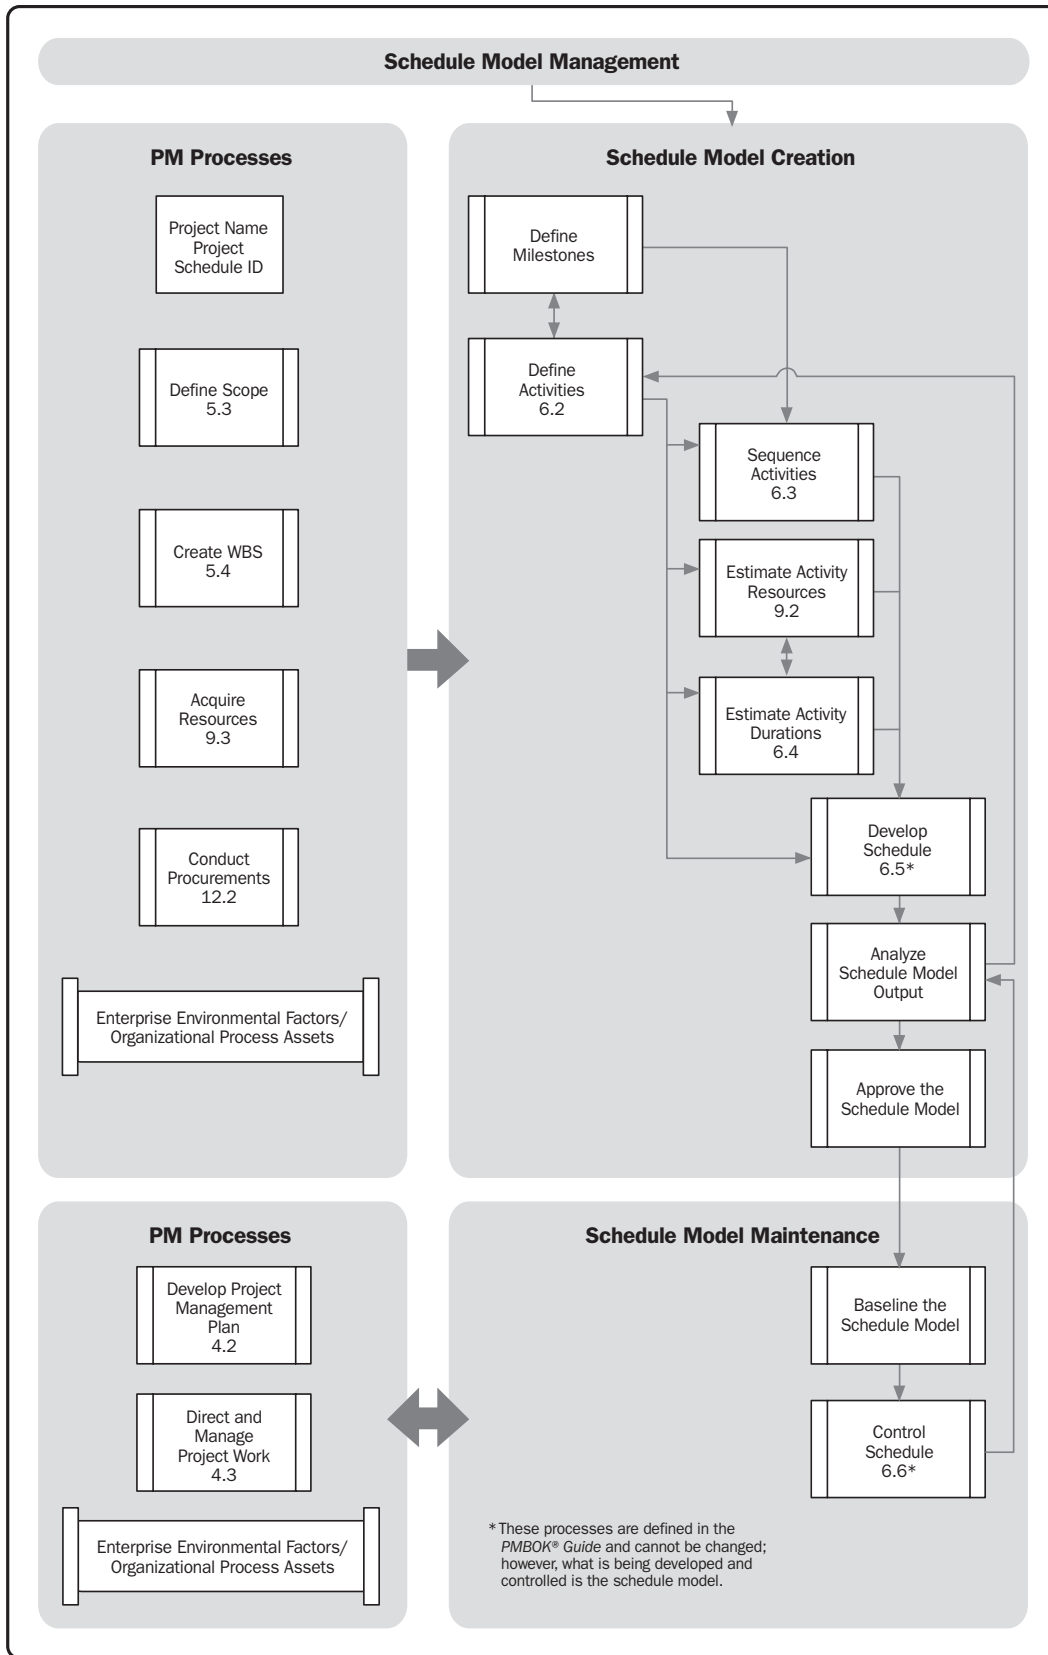 Schedule Model Management
PM Processes
Project Name
Project
Schedule ID
Define Scope
5.3
Create WBS
5.4
Acquire
Resources
9.3
Conduct
Procurements
12.2
Enterprise Environmental Factors/
Organizational Process Assets
Schedule Model Creation
Define
Milestones
Define
Activities
6.2
Sequence
Activities
6.3
Estimate Activity
Resources
9.2
Estimate Activity
Durations
6.4
Develop
Schedule
6.5*
Analyze
Schedule Model
Output
Approve the
Schedule Model
PM Processes
Develop Project
Management
Plan
4.2
Direct and
Manage
Project Work
4.3
Enterprise Environmental Factors/
Organizational Process Assets
Schedule Model Maintenance
Baseline the
Schedule Model
Control
Schedule
6.6*
* These processes are defined in the
PMBOK® Guide and cannot be changed;
however, what is being developed and
controlled is the schedule model.